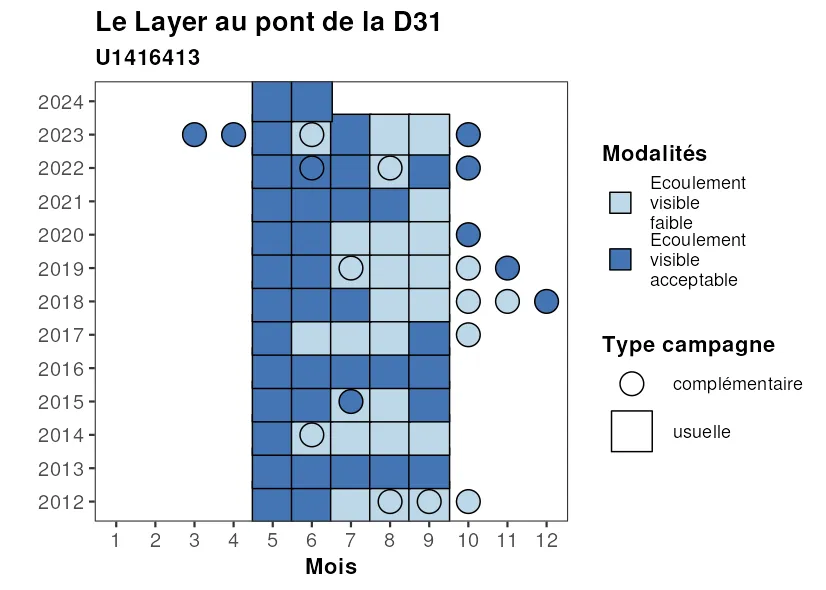 Le Layer au pont de la D31
U1416413
2024
2023
2022
2021
2020
2019
2018
2017
2016
2015
2014
2013
2012
1 2 3 4 5 6 7 8 9 10 11 12
Mois
Modalités
Ecoulement
visible
faible
Ecoulement
visible
acceptable
Type campagne
complémentaire
usuelle